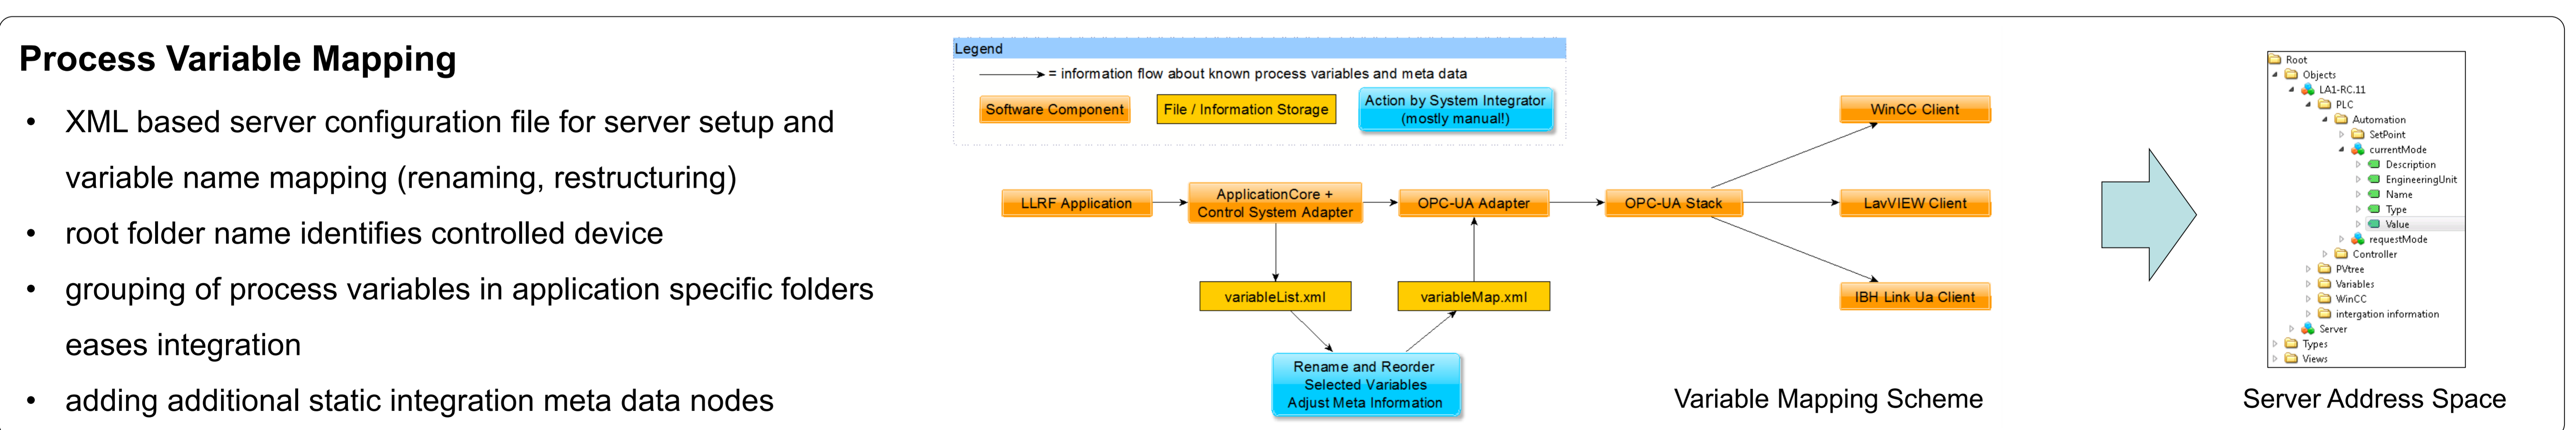 Process Variable Mapping
• XML based server configuration file for server setup and
variable name mapping (renaming, restructuring)
• root folder name identifies controlled device
• grouping of process variables in application specific folders
eases integration
• adding additional static integration meta data nodes
Legend
= information flow about known process variables and meta data
Software Component
File / Information Storage
Action by System Integrator
(mostly manual!)
LLRF Application
ApplicationCore +
Control System Adapter
OPC-UA Adapter
OPC-UA Stack
WinCC Client
LavVIEW Client
IBH Link Ua Client
variableList.xml
variableMap.xml
Rename and Reorder
Selected Variables
Adjust Meta Information
Variable Mapping Scheme
Root
Objects
LA1-RC.11
PLC
Automation
SetPoint
currentMode
Description
EngineeringUnit
Name
Type
Value
requestMode
Controller
PVtree
Variables
WinCC
intergation information
Server
Types
Views
Server Address Space